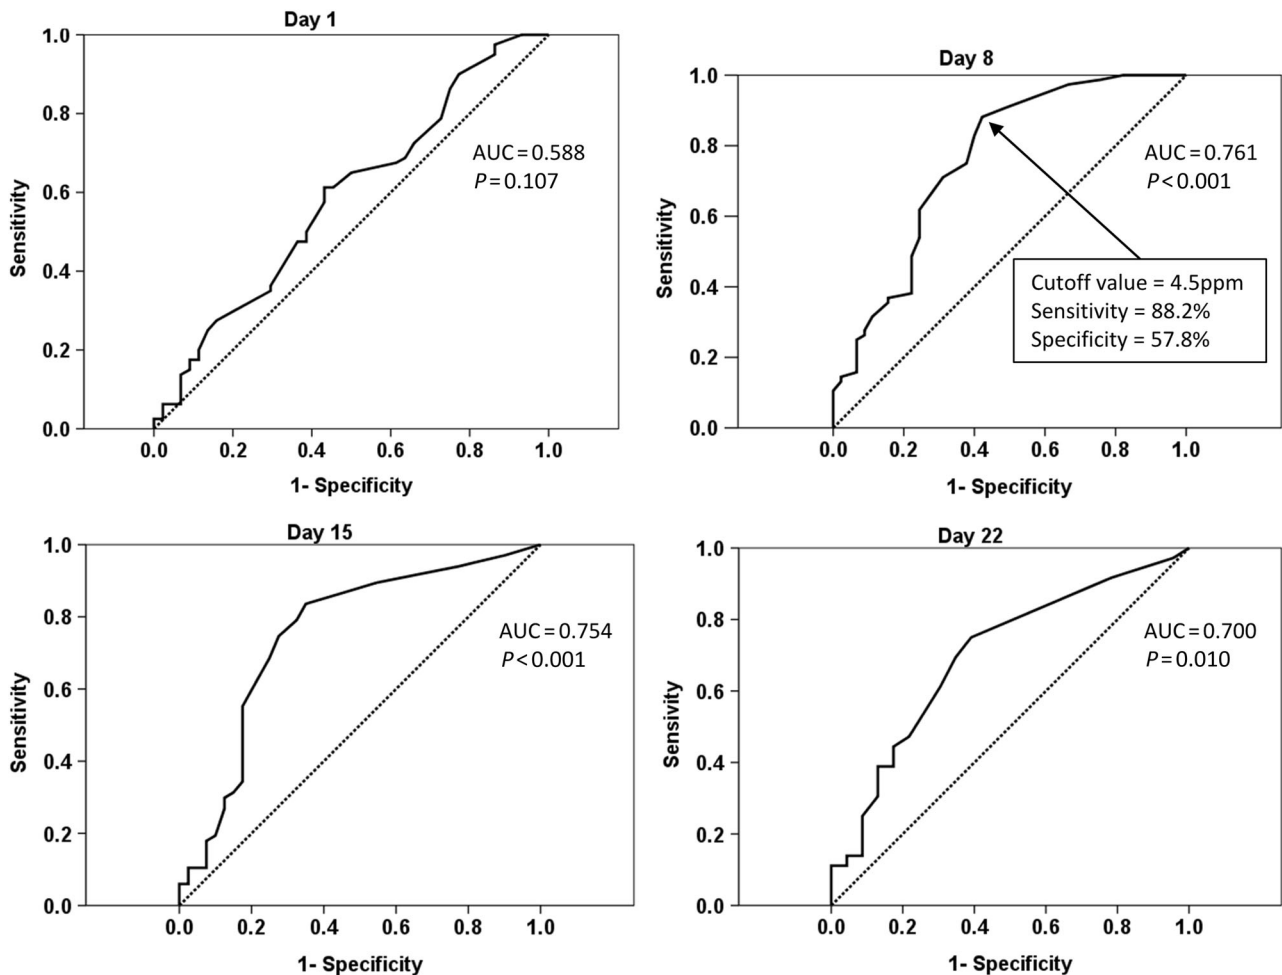 Day 1
1.0
0.8
0.6
0.4
0.2
0.0
Sensitivity
AUC = 0.588
P = 0.107
0.0 0.2 0.4 0.6 0.8 1.0
1- Specificity
Day 8
1.0
0.8
0.6
0.4
0.2
0.0
Sensitivity
AUC = 0.761
P < 0.001
Cutoff value = 4.5ppm
Sensitivity = 88.2%
Specificity = 57.8%
0.0 0.2 0.4 0.6 0.8 1.0
1- Specificity
Day 15
1.0
0.8
0.6
0.4
0.2
0.0
Sensitivity
AUC = 0.754
P < 0.001
0.0 0.2 0.4 0.6 0.8 1.0
1- Specificity
Day 22
1.0
0.8
0.6
0.4
0.2
0.0
Sensivity
AUC = 0.700
P = 0.010
0.0 0.2 0.4 0.6 0.8 1.0
1- Specificity